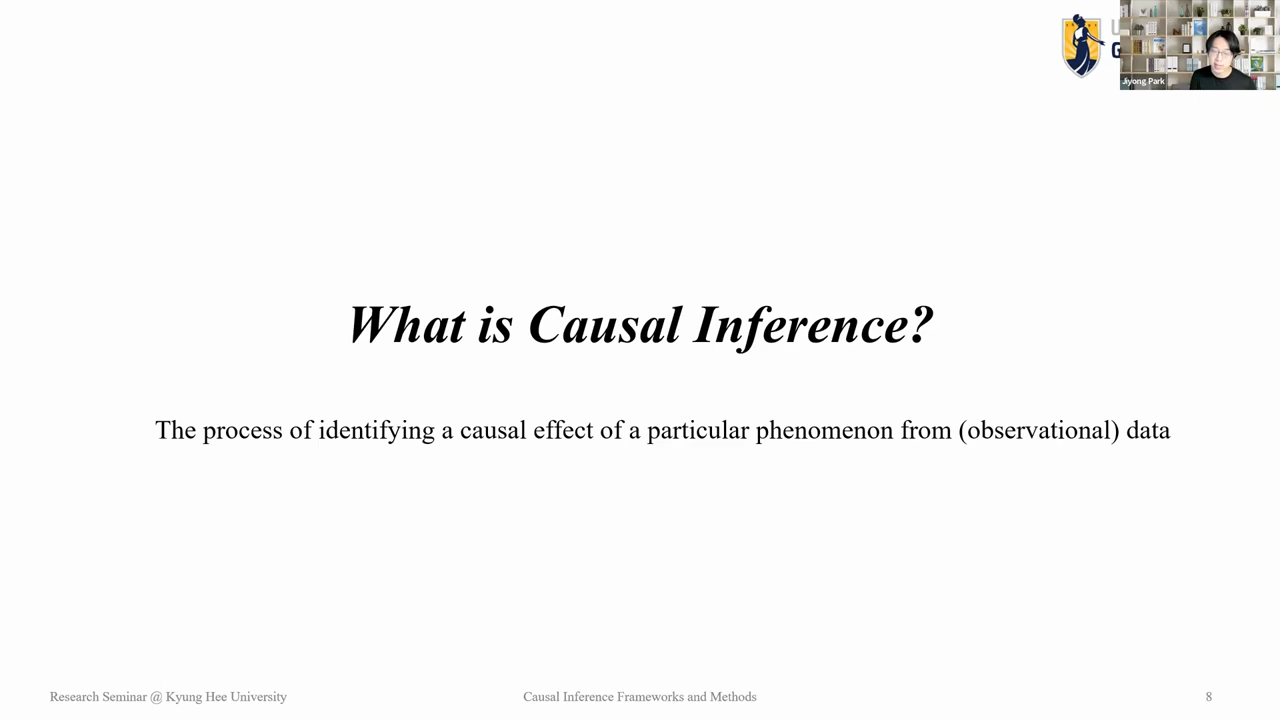 Jiyong Park
What is Causal Inference?
The process of identifying a causal effect of a particular phenomenon from (observational) data
Research Seminar @ Kyung Hee University
Causal Inference Frameworks and Methods
8